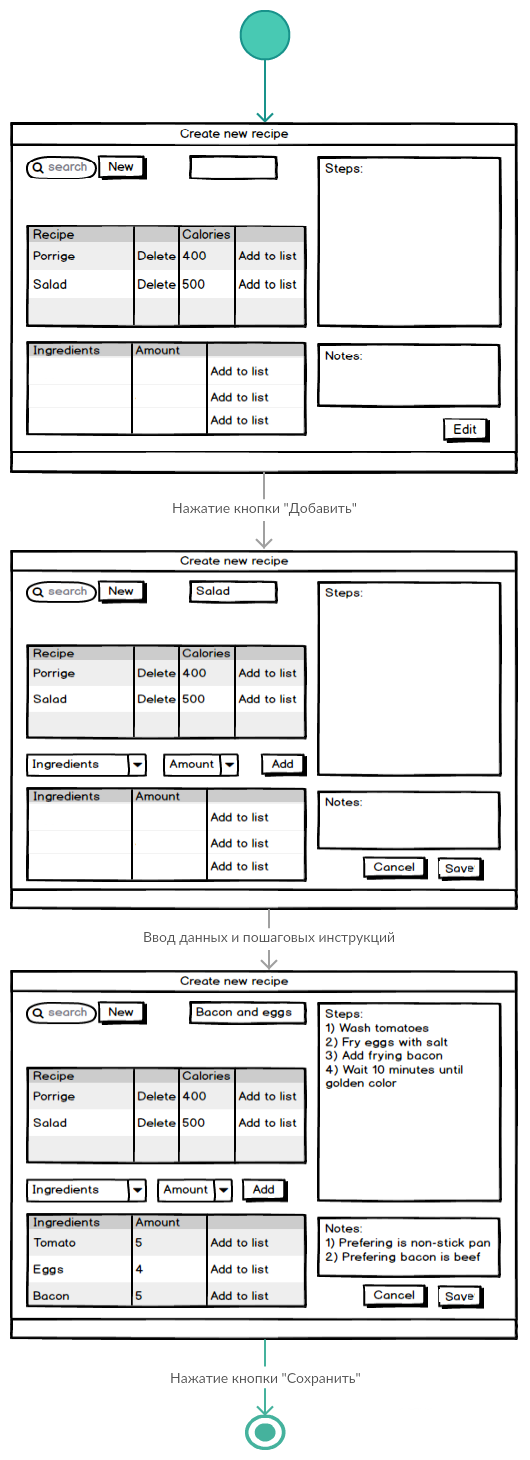 Create new recipe
search New
Steps:
Recipe Calories
Porrige Delete 400 Add to list
Salad Delete 500 Add to list
Ingredients Amount
Add to list
Add to list
Add to list
Notes:
Edit
Нажатие кнопки "Добавить"
Create new recipe
search New Salad
Steps:
Recipe Calories
Porrige Delete 400 Add to list
Salad Delete 500 Add to list
Ingredients Amount Add
Ingredients Amount
Add to list
Add to list
Add to list
Notes:
Cancel Save
Ввод данных и пошаговых инструкций
Create new recipe
search New Bacon and eggs
Steps:
1) Wash tomatoes
2) Fry eggs with salt
3) Add frying bacon
4) Wait 10 minutes until
golden color
Recipe Calories
Porrige Delete 400 Add to list
Salad Delete 500 Add to list
Ingredients Amount Add
Ingredients Amount
Tomato 5 Add to list
Eggs 4 Add to list
Bacon 5 Add to list
Notes:
1) Prefering is non-stick pan
2) Prefering bacon is beef
Cancel Save
Нажатие кнопки "Сохранить"